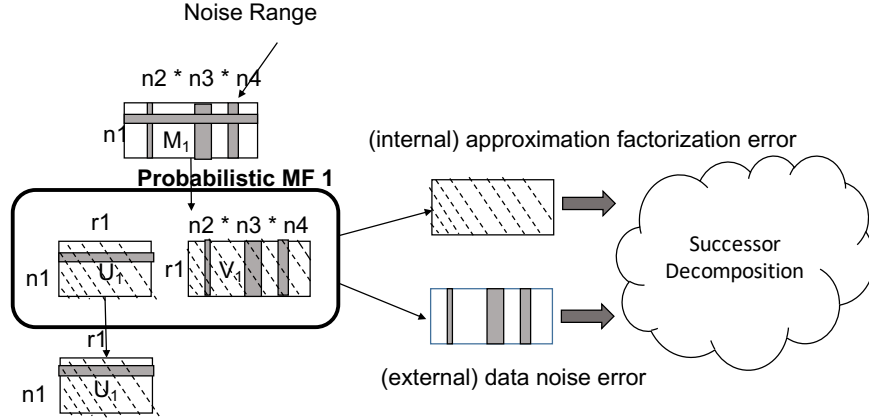 Noise Range
n2 * n3 * n4
n1
M1
(internal) approximation factorization error
Probabilistic MF 1
r1
n2 * n3 * n4
n1
U1
r1
V1
Successor
Decomposition
r1
n1
U1
(external) data noise error